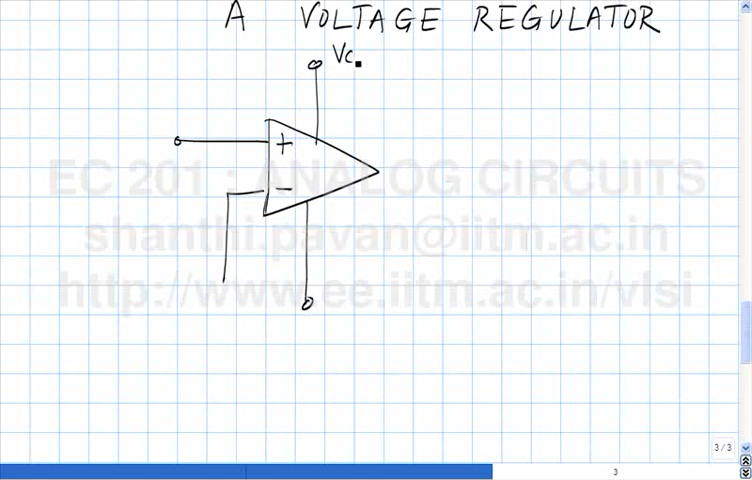 A VOLTAGE REGULATOR
Vc
+
−
EC 201 : ANALOG CIRCUITS
shanthi.pavan@iitm.ac.in
http://www.ee.iitm.ac.in/vlsi
3 / 3
3